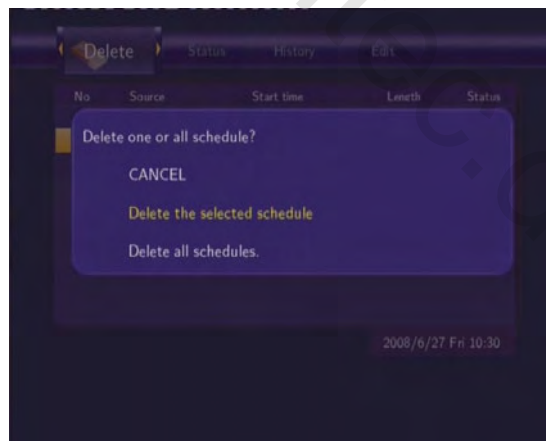 Delete Status History Edit
No Source Start time Length Status
Delete one or all schedule?
CANCEL
Delete the selected schedule
Delete all schedules.
2008/6/27 Fri 10:30